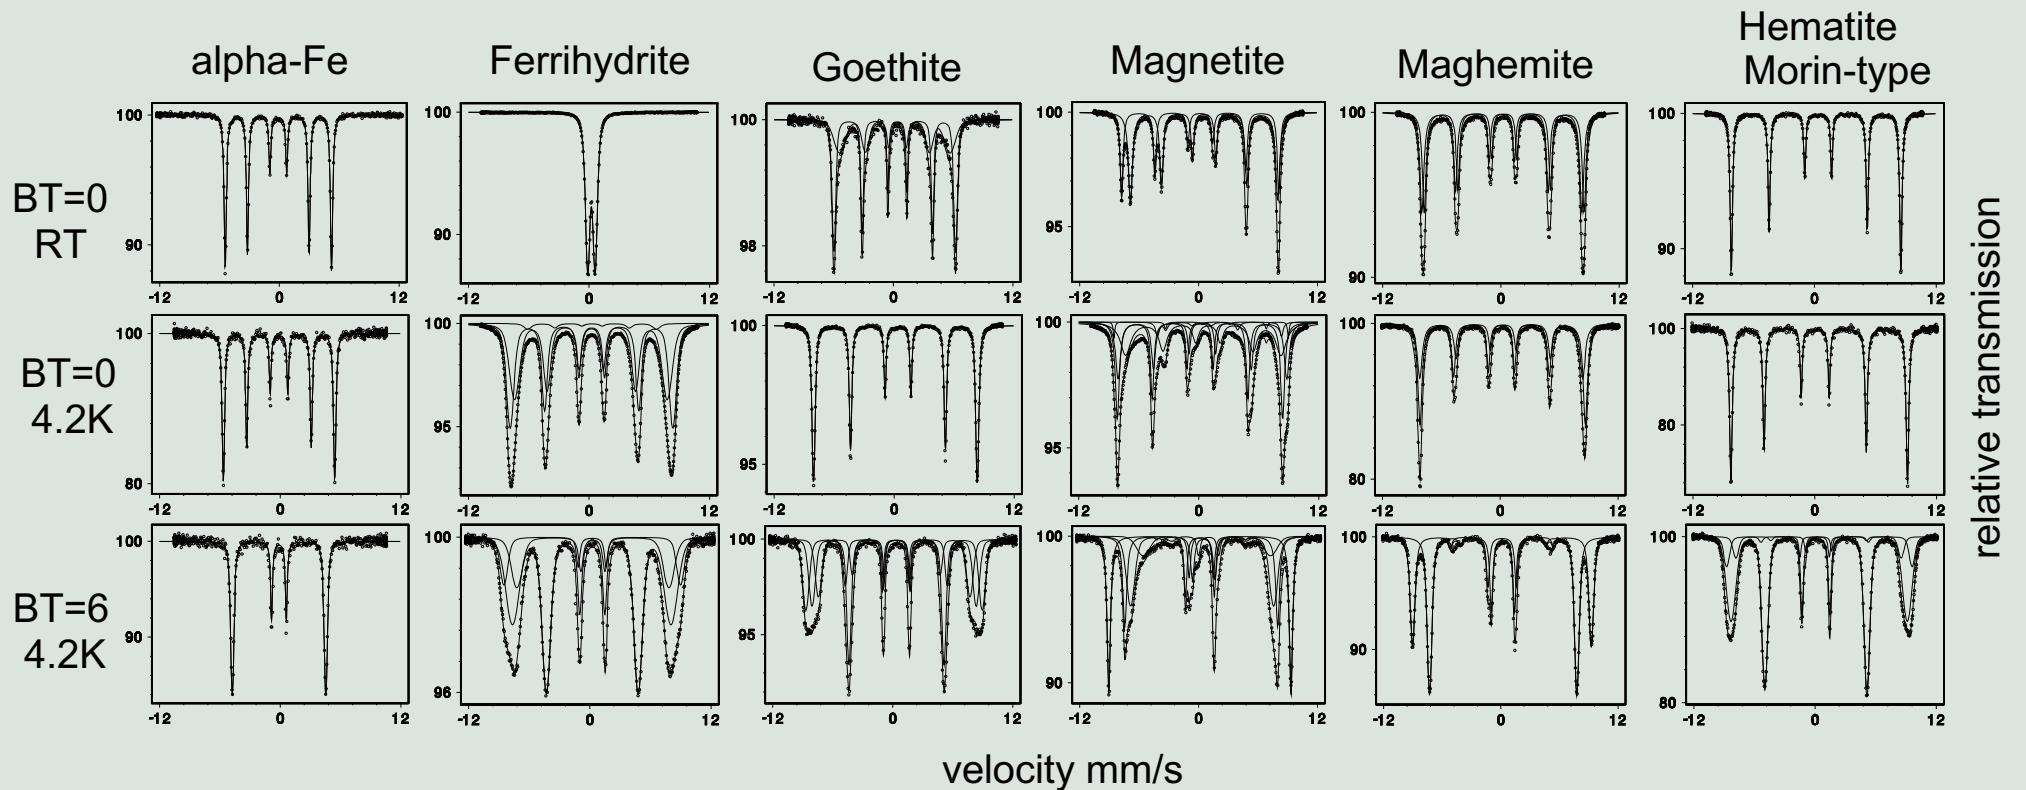 alpha-Fe Ferrihydrite Goethite Magnetite Maghemite Hematite
Morin-type
BT=0
RT
100 90 -12 0 12
100 90 -12 0 12
100 98 -12 0 12
100 95 -12 0 12
100 90 -12 0 12
100 90 -12 0 12
BT=0
4.2K
100 80 -12 0 12
100 95 -12 0 12
100 95 -12 0 12
100 95 -12 0 12
100 80 -12 0 12
100 80 -12 0 12
BT=6
4.2K
100 90 -12 0 12
100 96 -12 0 12
100 95 -12 0 12
100 90 -12 0 12
100 90 -12 0 12
100 80 -12 0 12
relative transmission
velocity mm/s